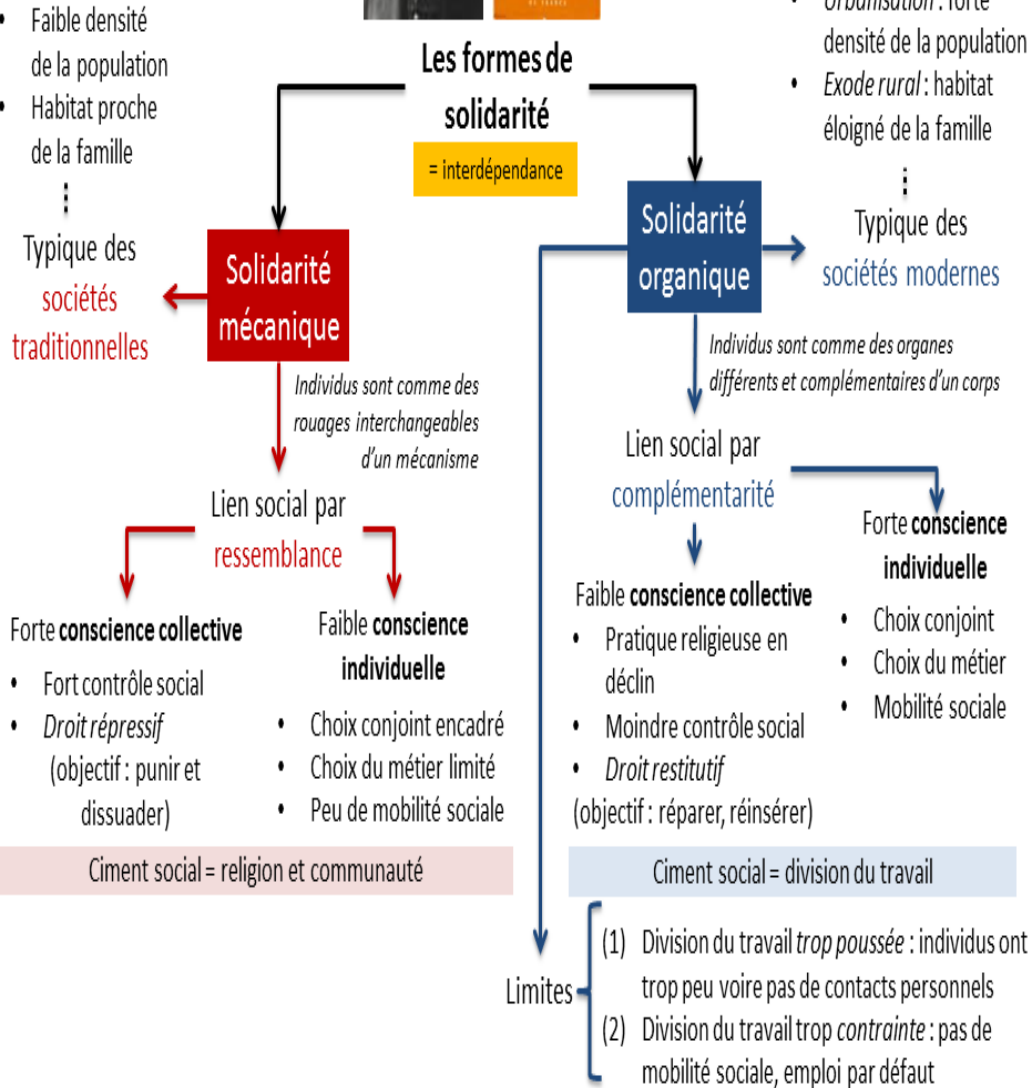 DE FRANCE
• Faible densité
de la population
• Habitat proche
de la famille
Typique des
sociétés
traditionnelles
Les formes de
solidarité
= interdépendance
• Urbanisation : forte
densité de la population
• Exode rural : habitat
éloigné de la famille
Typique des
sociétés modernes
Solidarité
mécanique
Individus sont comme des
rouages interchangeables
d'un mécanisme
Lien social par
ressemblance
Forte conscience collective
• Fort contrôle social
• Droit répressif
(objectif : punir et
dissuader)
Faible conscience
individuelle
• Choix conjoint encadré
• Choix du métier limité
• Peu de mobilité sociale
Ciment social = religion et communauté
Solidarité
organique
Individus sont comme des organes
différents et complémentaires d'un corps
Lien social par
complémentarité
Faible conscience collective
• Pratique religieuse en
déclin
• Moindre contrôle social
• Droit restitutif
(objectif : réparer, réinsérer)
Forte conscience
individuelle
• Choix conjoint
• Choix du métier
• Mobilité sociale
Ciment social = division du travail
Limites
(1) Division du travail trop poussée : individus ont
trop peu voire pas de contacts personnels
(2) Division du travail trop contrainte : pas de
mobilité sociale, emploi par défaut